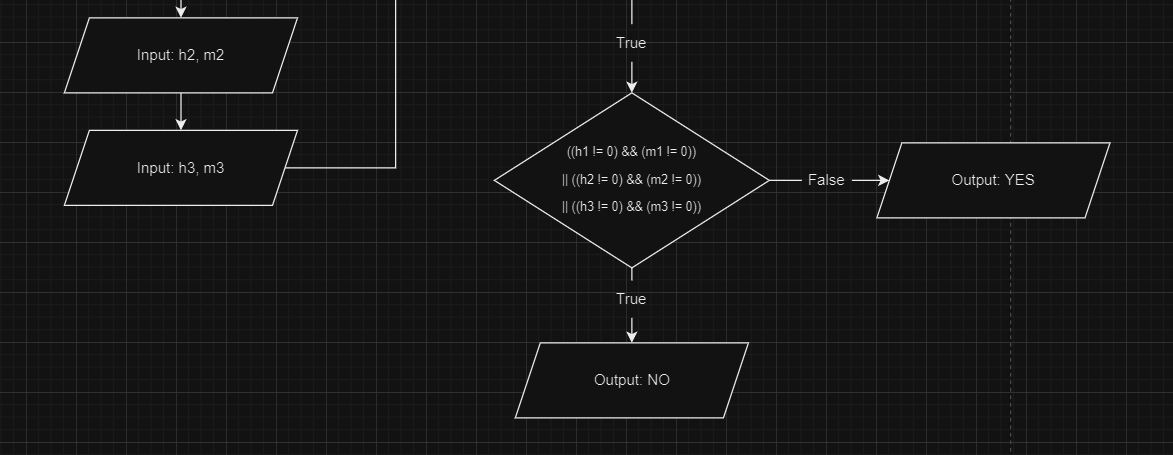 Input: h2, m2
Input: h3, m3
True
((h1 != 0) && (m1 != 0))
|| ((h2 != 0) && (m2 != 0))
|| ((h3 != 0) && (m3 != 0))
False
Output: YES
True
Output: NO